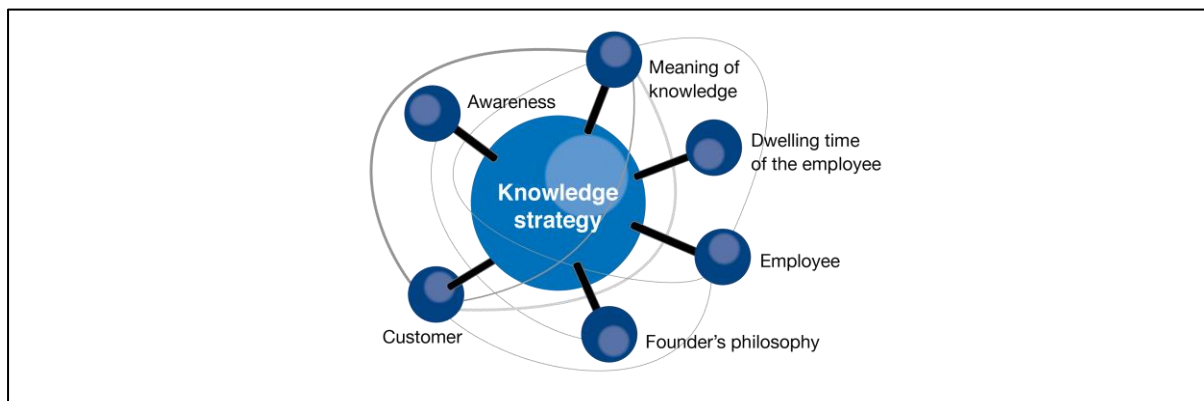 Meaning of
knowledge
Awareness
Dwelling time
of the employee
Knowledge
strategy
Employee
Customer
Founder's philosophy